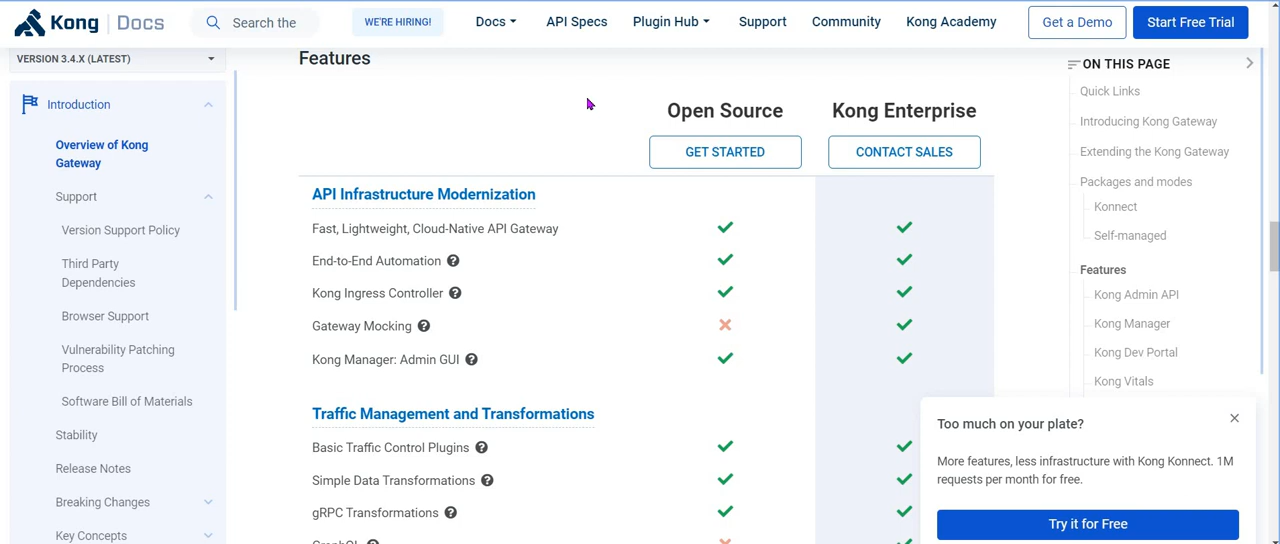 Kong | Docs
Search the
WE'RE HIRING!
Docs
API Specs
Plugin Hub
Support
Community
Kong Academy
Get a Demo
Start Free Trial
VERSION 3.4.X (LATEST)
Introduction
Overview of Kong
Gateway
Support
Version Support Policy
Third Party
Dependencies
Browser Support
Vulnerability Patching
Process
Software Bill of Materials
Stability
Release Notes
Breaking Changes
Key Concepts
Features
Open Source
Kong Enterprise
GET STARTED
CONTACT SALES
API Infrastructure Modernization
Fast, Lightweight, Cloud-Native API Gateway
End-to-End Automation ?
Kong Ingress Controller ?
Gateway Mocking ?
Kong Manager: Admin GUI ?
Traffic Management and Transformations
Basic Traffic Control Plugins ?
Simple Data Transformations ?
gRPC Transformations ?
ON THIS PAGE
Quick Links
Introducing Kong Gateway
Extending the Kong Gateway
Packages and modes
Konnect
Self-managed
Features
Kong Admin API
Kong Manager
Kong Dev Portal
Kong Vitals
Too much on your plate?
More features, less infrastructure with Kong Konnect. 1M
requests per month for free.
Try it for Free